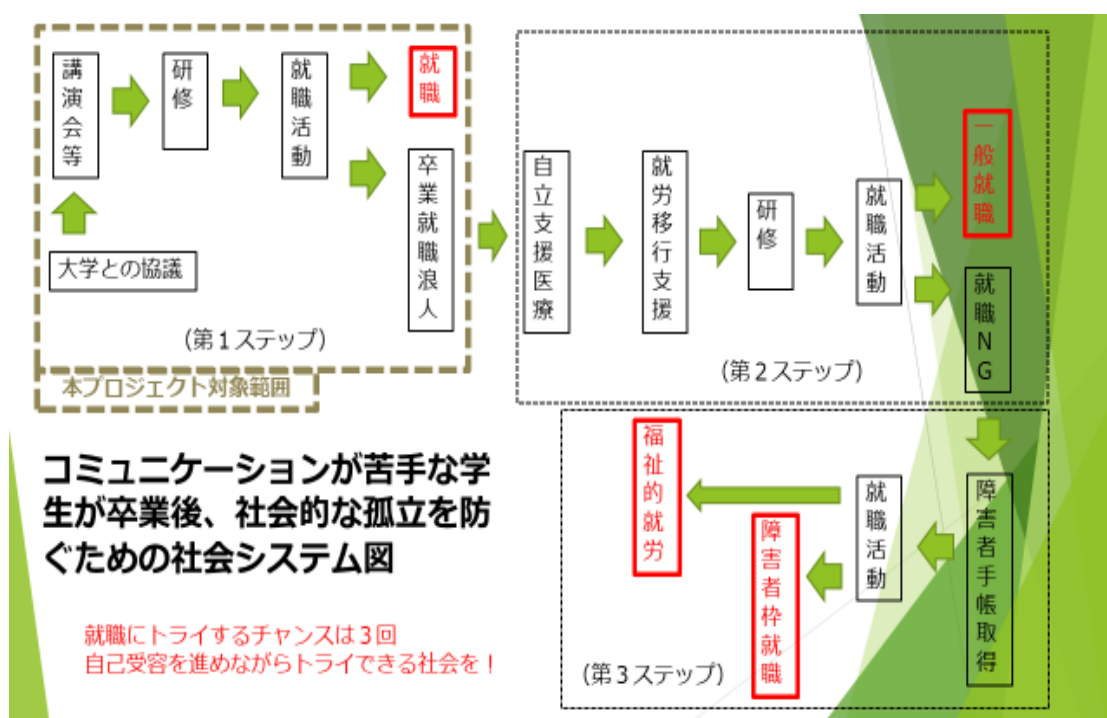 講演会等
研修
就職活動
就職
卒業就職浪人
大学との協議
(第1ステップ)
本プロジェクト対象範囲
自立支援医療
就労移行支援
研修
就職活動
一般就職
就職NG
(第2ステップ)
障害者手帳取得
就職活動
福祉的就労
障害者枠就職
(第3ステップ)
コミュニケーションが苦手な学
生が卒業後、社会的な孤立を防
ぐための社会システム図
就職にトライするチャンスは3回
自己受容を進めながらトライできる社会を！